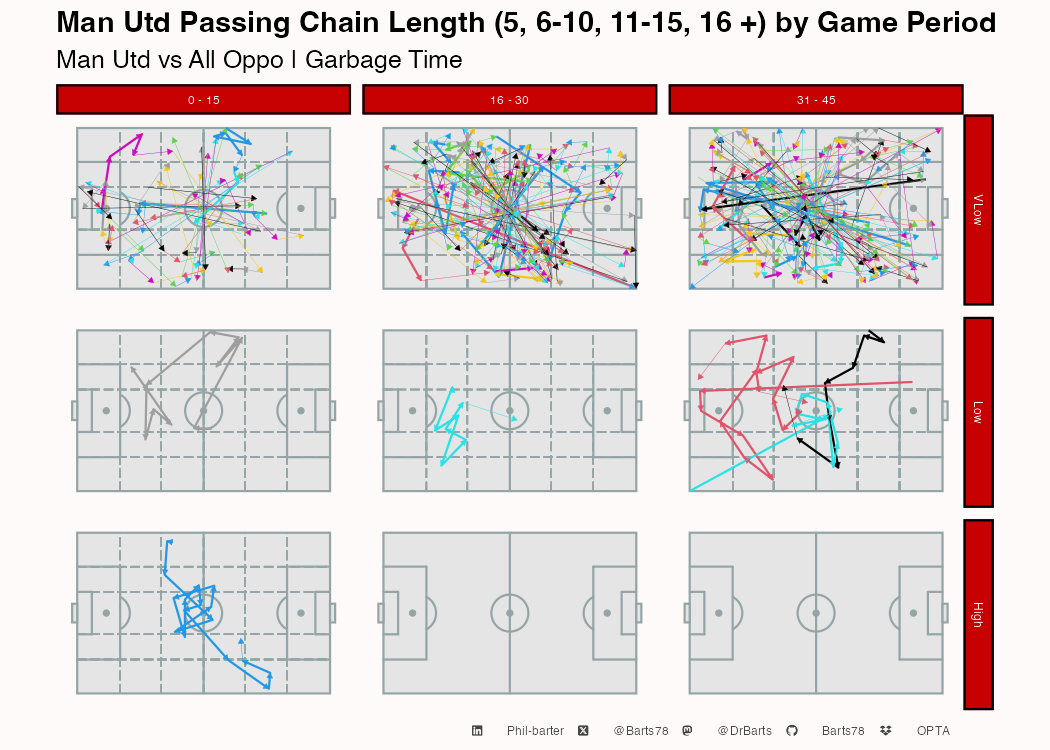 Man Utd Passing Chain Length (5, 6-10, 11-15, 16 +) by Game Period
Man Utd vs All Oppo | Garbage Time
0 - 15 16 - 30 31 - 45
VLow
Low
High
Phil-barter @Barts78 @DrBarts Barts78 OPTA